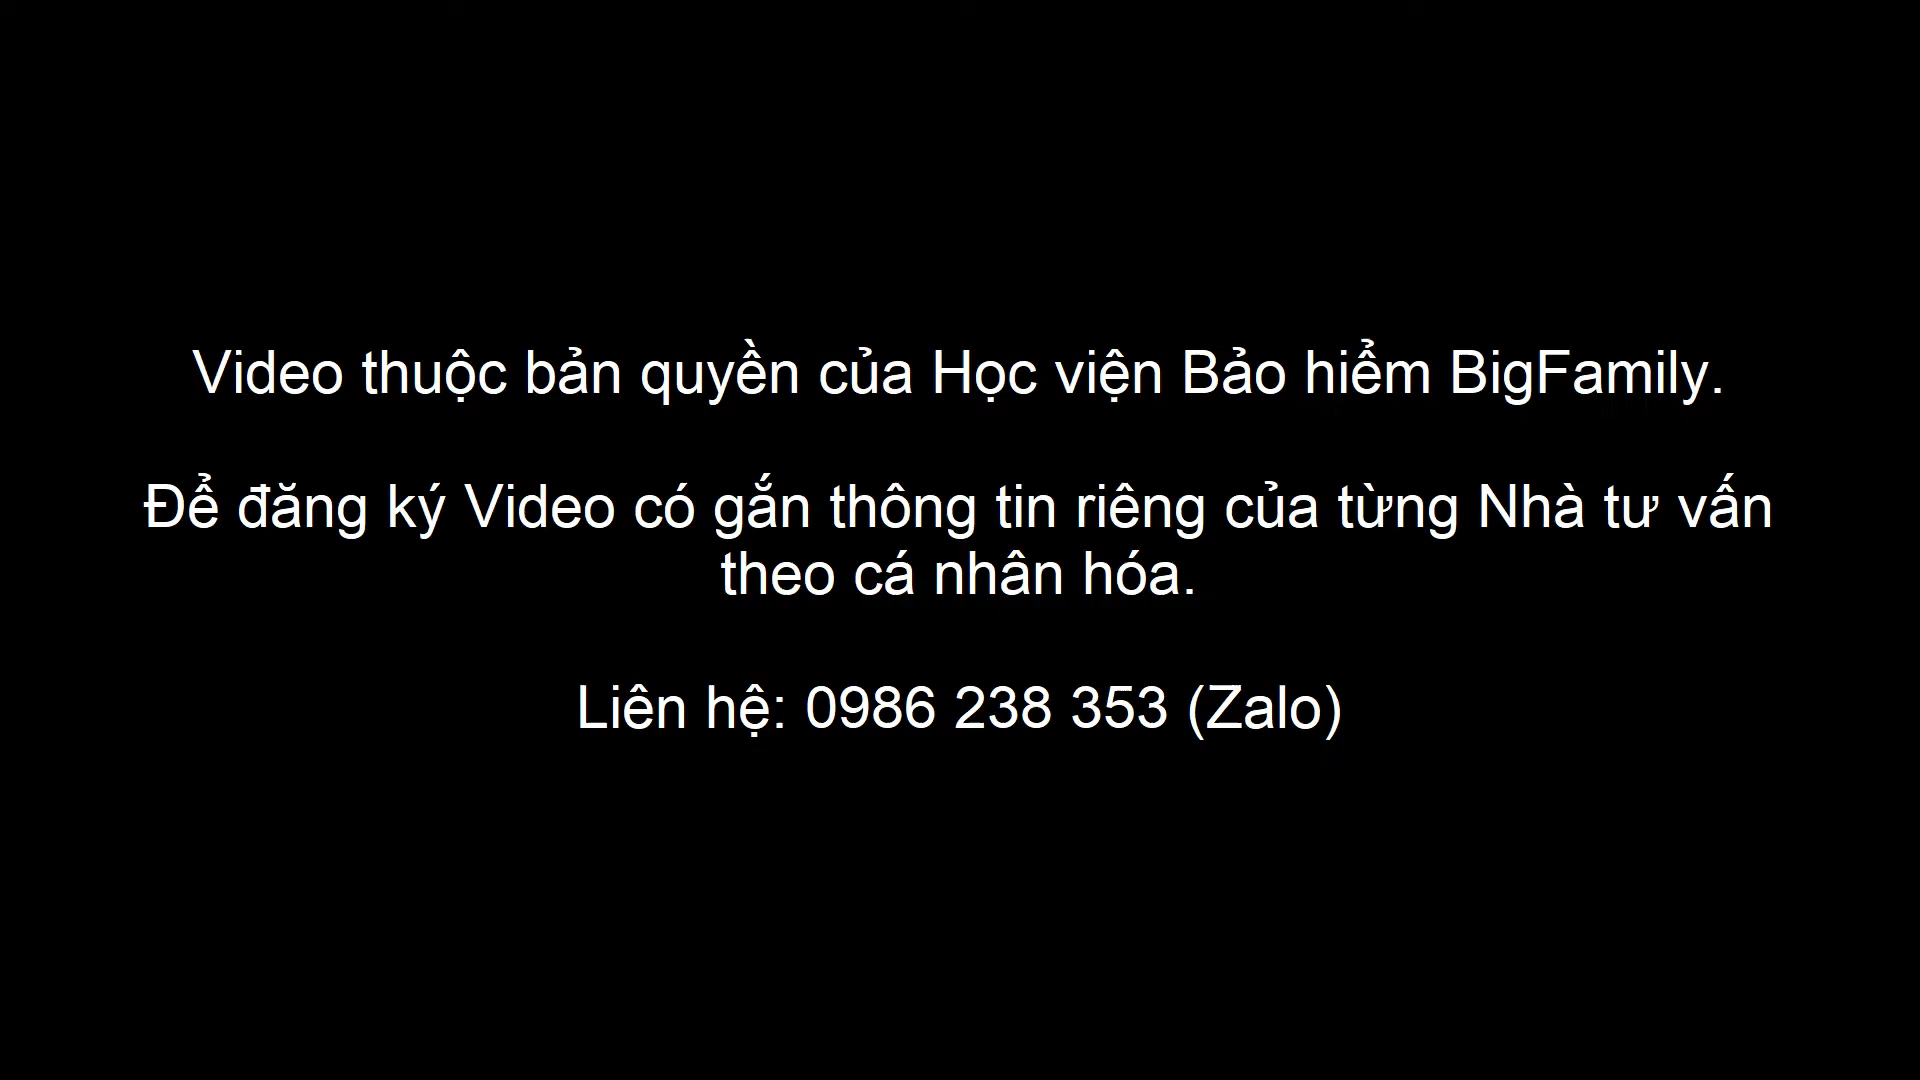 Video thuộc bản quyền của Học viện Bảo hiểm BigFamily.
Để đăng ký Video có gắn thông tin riêng của từng Nhà tư vấn
theo cá nhân hóa.
Liên hệ: 0986 238 353 (Zalo)